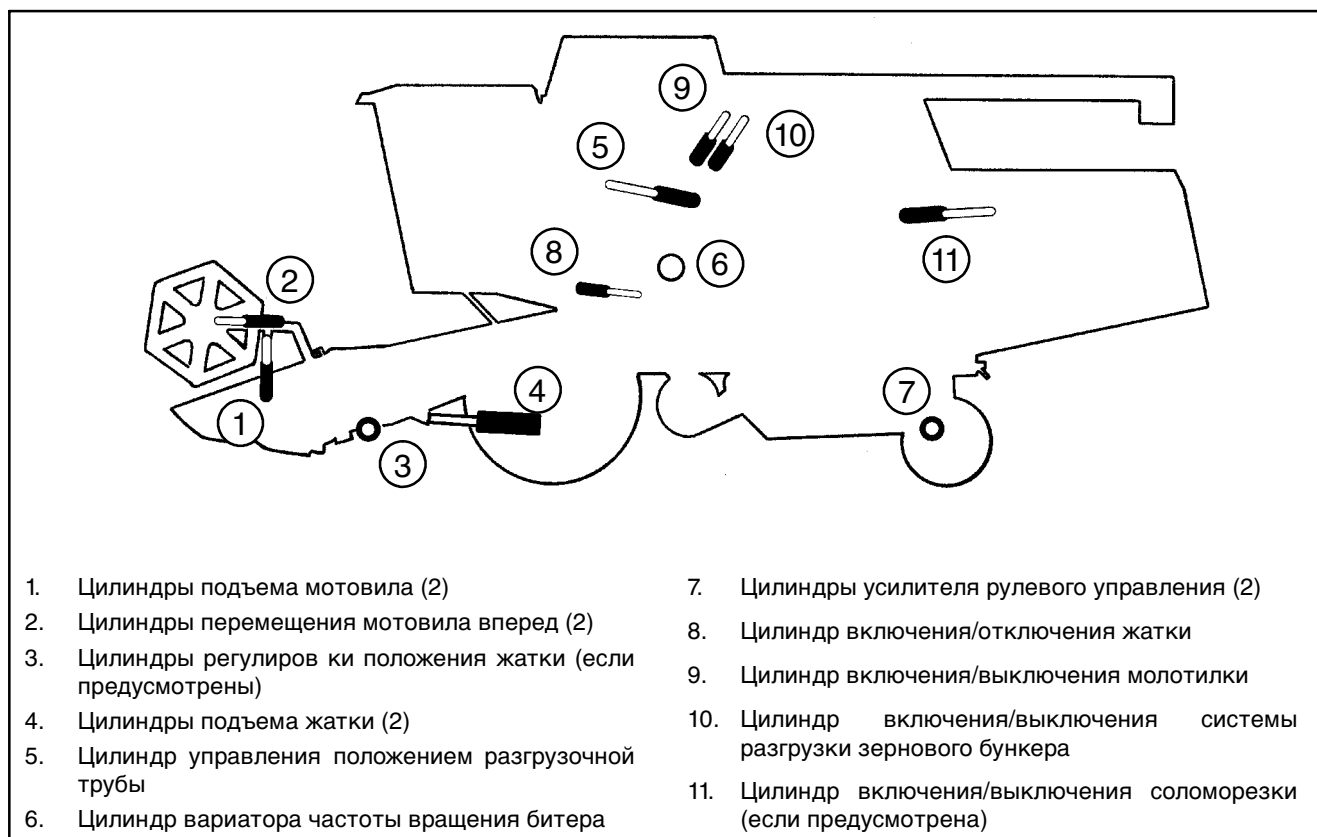 9
10
5
8
6
11
2
4
7
1
3
1. Цилиндры подъема мотовила (2)
2. Цилиндры перемещения мотовила вперед (2)
3. Цилиндры регулиров ки положения жатки (если
предусмотрены)
4. Цилиндры подъема жатки (2)
5. Цилиндр управления положением разгрузочной
трубы
6. Цилиндр вариатора частоты вращения битера
7. Цилиндры усилителя рулевого управления (2)
8. Цилиндр включения/отключения жатки
9. Цилиндр включения/выключения молотилки
10. Цилиндр включения/выключения системы
разгрузки зернового бункера
11. Цилиндр включения/выключения соломорезки
(если предусмотрена)